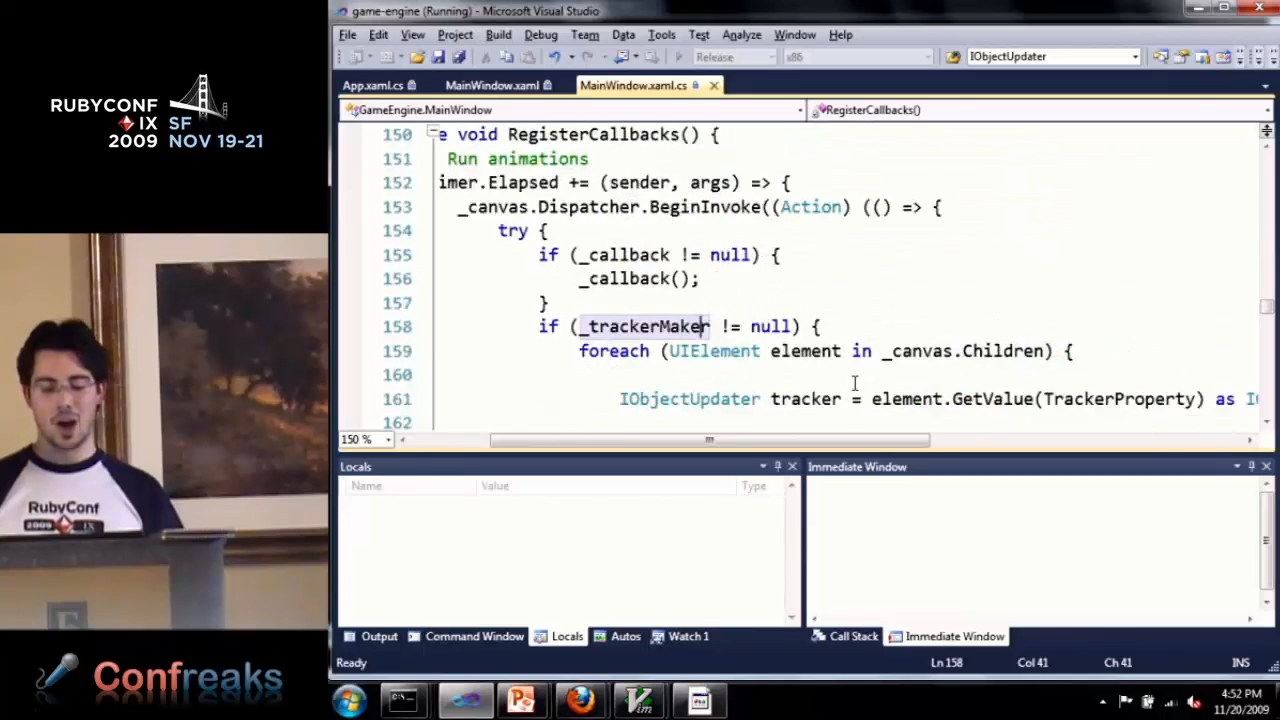 RUBYCONF
IX SF
2009 NOV 19-21
RubyConf
2009 IX
Confreaks
game-engine (Running) - Microsoft Visual Studio
File Edit View Project Build Debug Team Data Tools Test Analyze Window Help
Release x86 IObjectUpdater
App.xaml.cs MainWindow.xaml MainWindow.xaml.cs
GameEngine.MainWindow RegisterCallbacks()
150 e void RegisterCallbacks() {
151 Run animations
152 imer.Elapsed += (sender, args) => {
153 _canvas.Dispatcher.BeginInvoke((Action) (() => {
154 try {
155 if (_callback != null) {
156 _callback();
157 }
158 if (_trackerMaker != null) {
159 foreach (UIElement element in _canvas.Children) {
160
161 IObjectUpdater tracker = element.GetValue(TrackerProperty) as I
162
150 %
Locals
Name Value Type
Immediate Window
Output Command Window Locals Autos Watch 1
Call Stack Immediate Window
Ready Ln 158 Col 41 Ch 41 INS
4:52 PM
11/20/2009